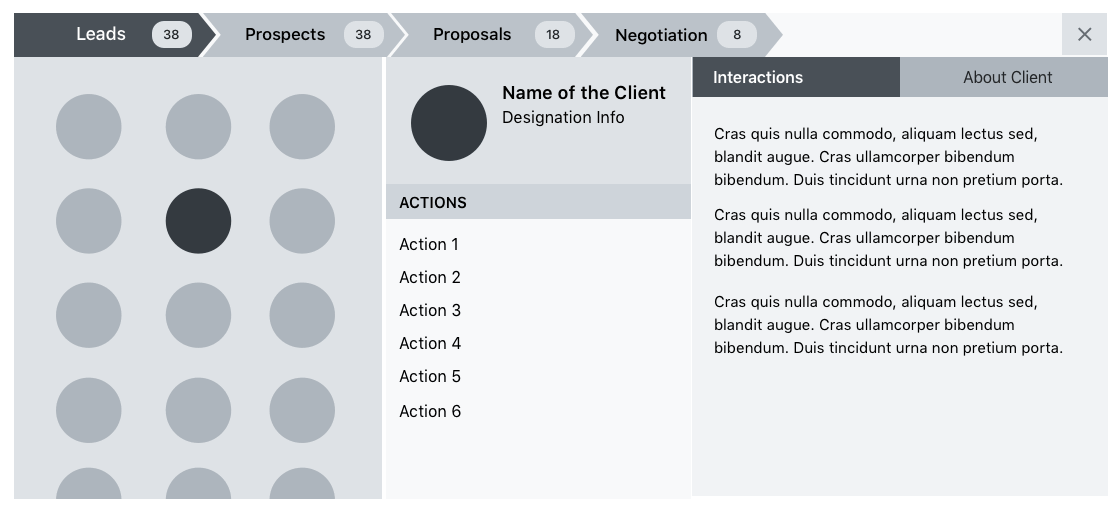 Leads 38 Prospects 38 Proposals 18 Negotiation 8
Name of the Client
Designation Info
ACTIONS
Action 1
Action 2
Action 3
Action 4
Action 5
Action 6
Interactions About Client
Cras quis nulla commodo, aliquam lectus sed,
blandit augue. Cras ullamcorper bibendum
bibendum. Duis tincidunt urna non pretium porta.
Cras quis nulla commodo, aliquam lectus sed,
blandit augue. Cras ullamcorper bibendum
bibendum. Duis tincidunt urna non pretium porta.
Cras quis nulla commodo, aliquam lectus sed,
blandit augue. Cras ullamcorper bibendum
bibendum. Duis tincidunt urna non pretium porta.